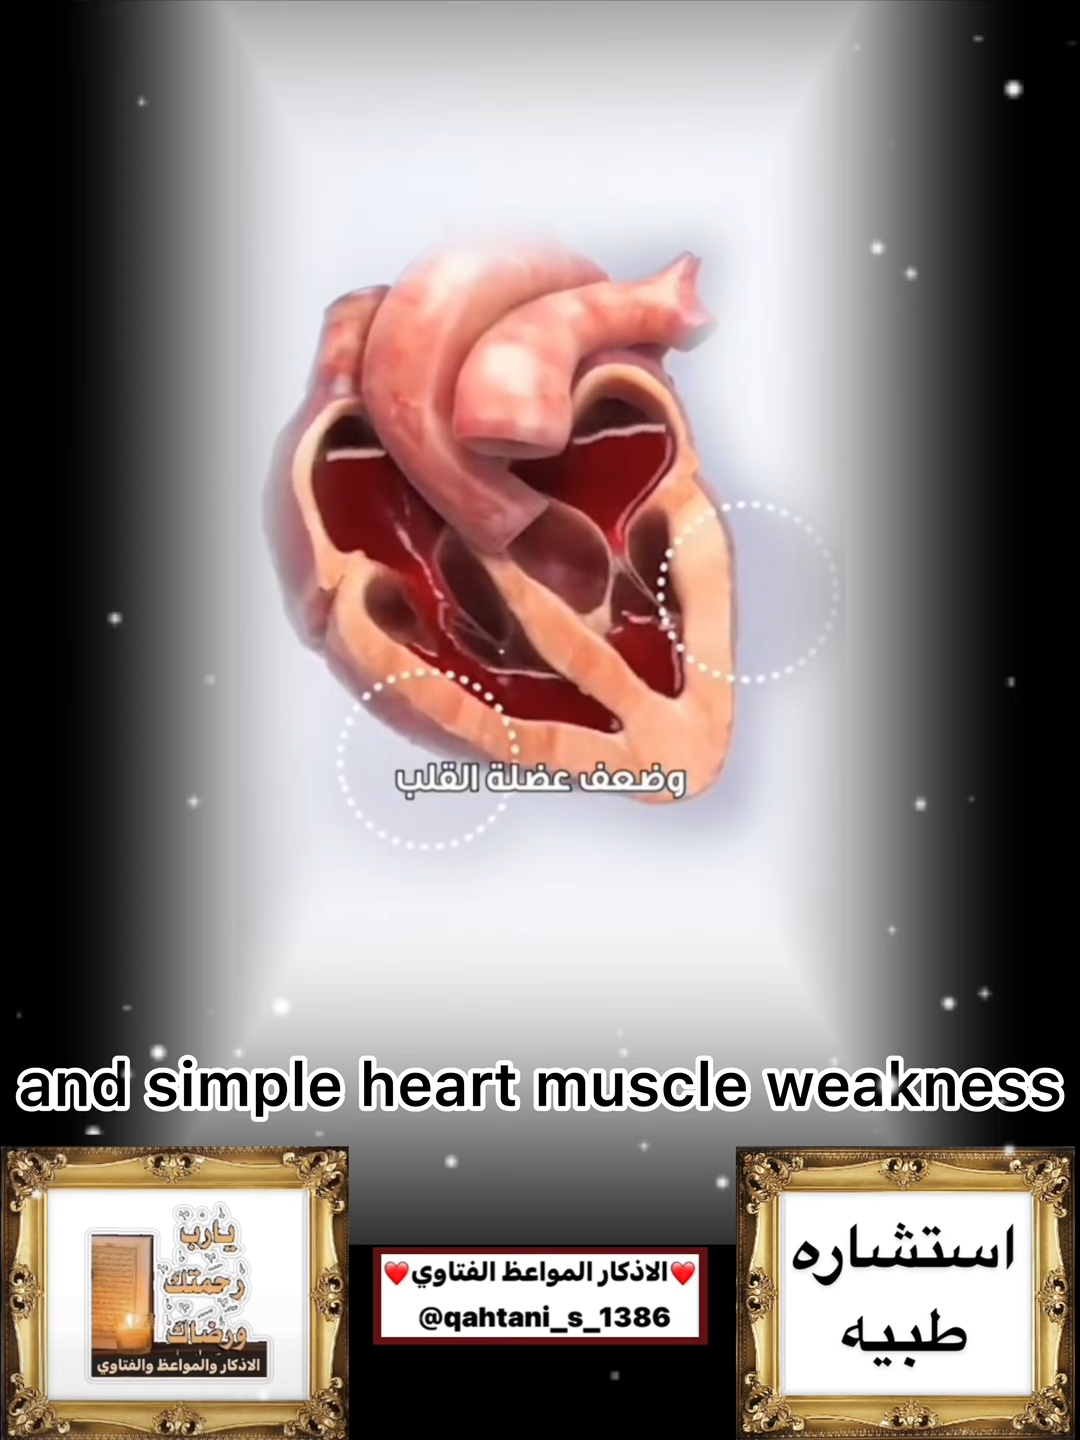 وضعف عضلة القلب
and simple heart muscle weakness
يارب
رحمتك
ورضاك
الاذكار والمواعظ والفتاوي
❤️الاذكار المواعظ الفتاوي❤️
@qahtani_s_1386
استشاره
طبيه